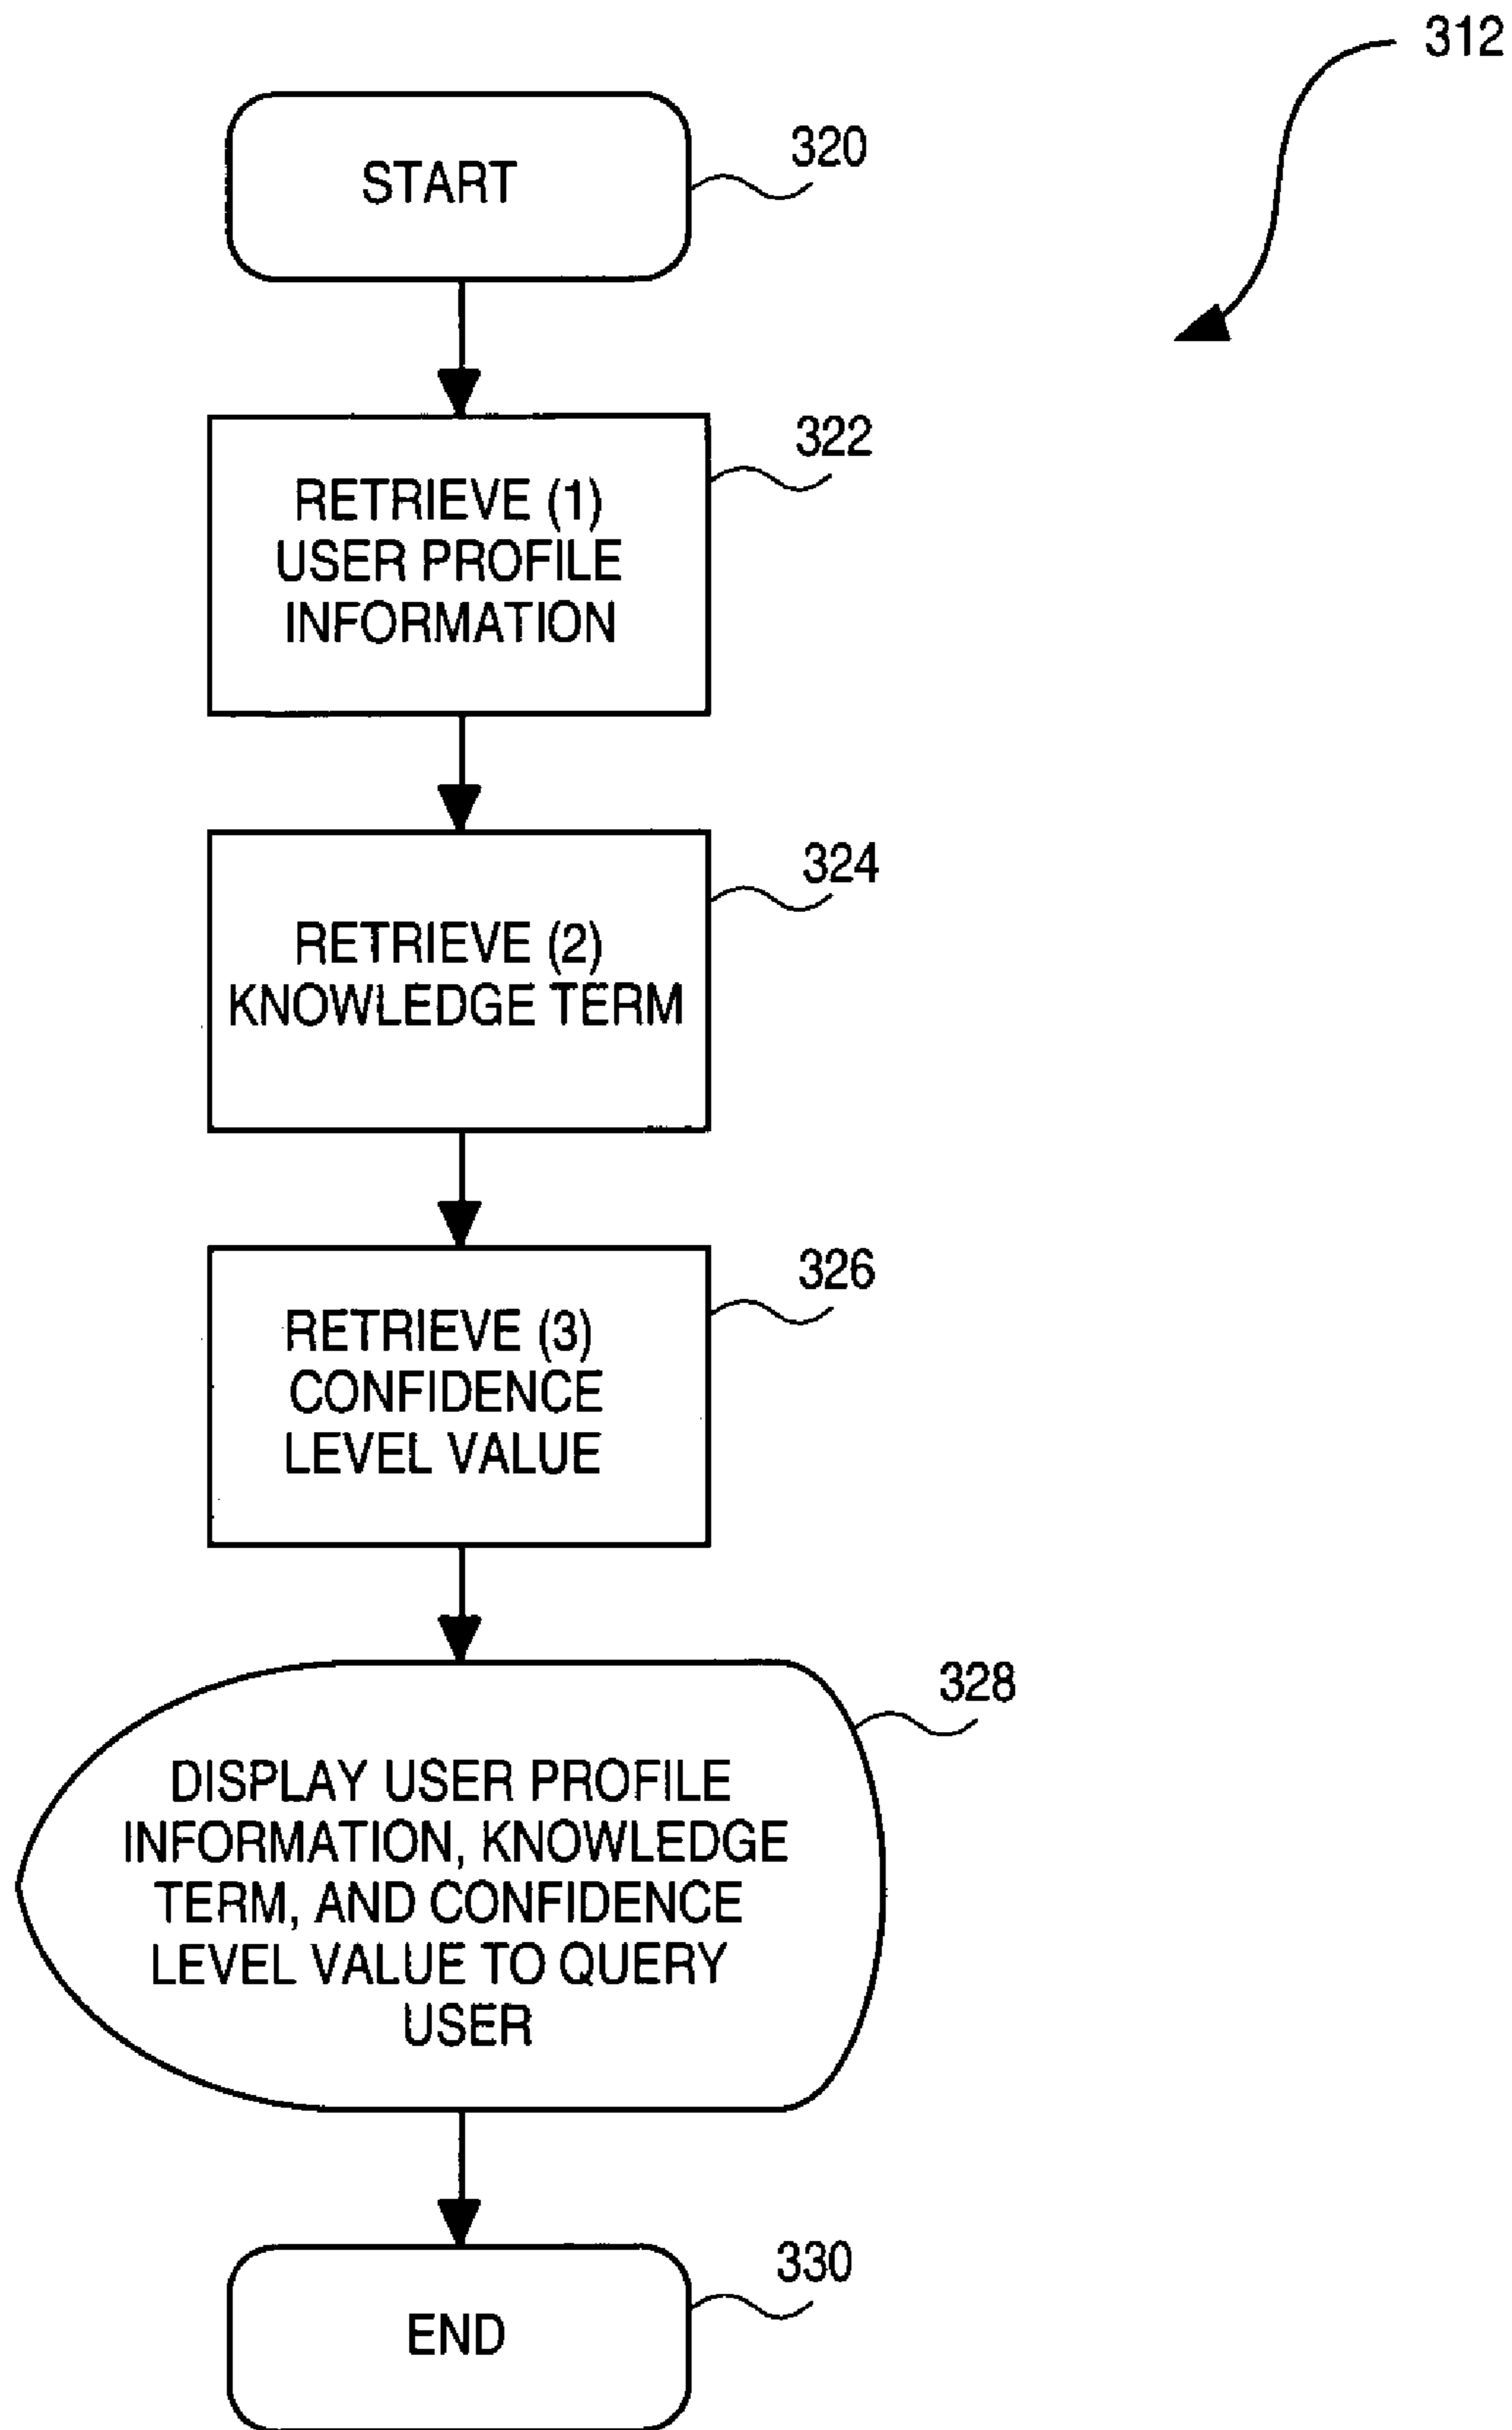 312
START
320
RETRIEVE (1)
USER PROFILE
INFORMATION
322
RETRIEVE (2)
KNOWLEDGE TERM
324
RETRIEVE (3)
CONFIDENCE
LEVEL VALUE
326
DISPLAY USER PROFILE
INFORMATION, KNOWLEDGE
TERM, AND CONFIDENCE
LEVEL VALUE TO QUERY
USER
328
END
330